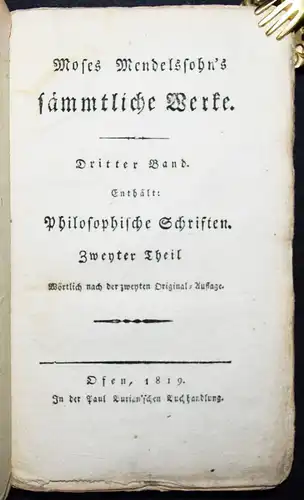 Moses Mendelssohn's
sämmtliche Werke.
Dritter Band.
Enthält:
Philosophische Schriften.
Zweyter Theil
Wörtlich nach der zweyten Original-Auflage.
Ofen, 1819.
In der Paul Burian'schen Buchhandlung.